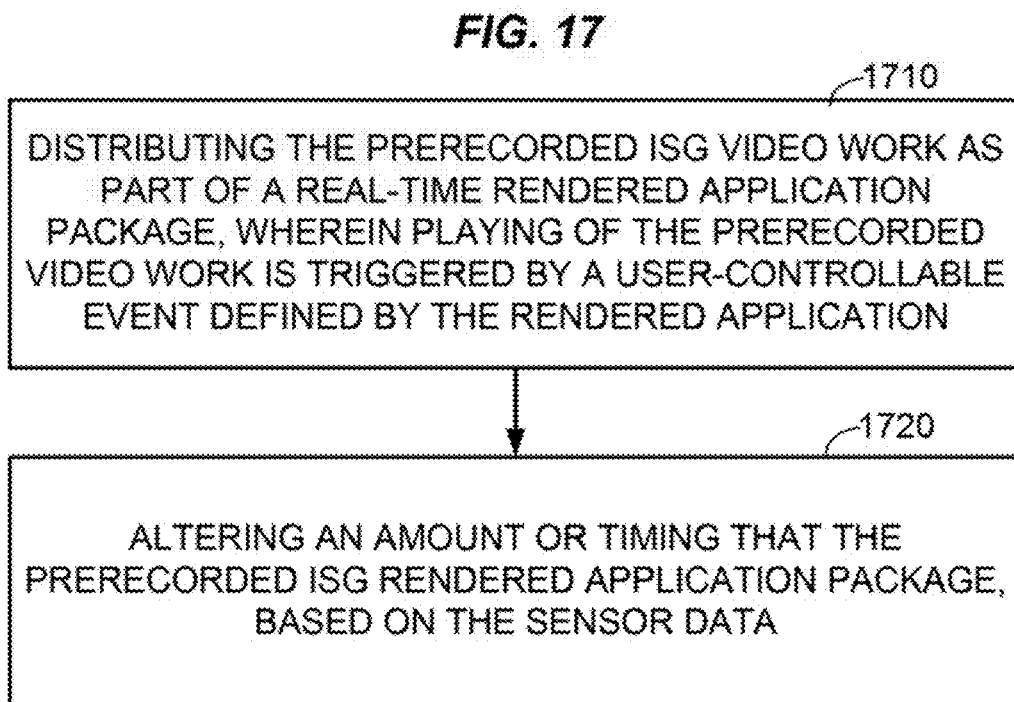 FIG. 17
1710
DISTRIBUTING THE PRERECORDED ISG VIDEO WORK AS
PART OF A REAL-TIME RENDERED APPLICATION
PACKAGE, WHEREIN PLAYING OF THE PRERECORDED
VIDEO WORK IS TRIGGERED BY A USER-CONTROLLABLE
EVENT DEFINED BY THE RENDERED APPLICATION
1720
ALTERING AN AMOUNT OR TIMING THAT THE
PRERECORDED ISG RENDERED APPLICATION PACKAGE,
BASED ON THE SENSOR DATA